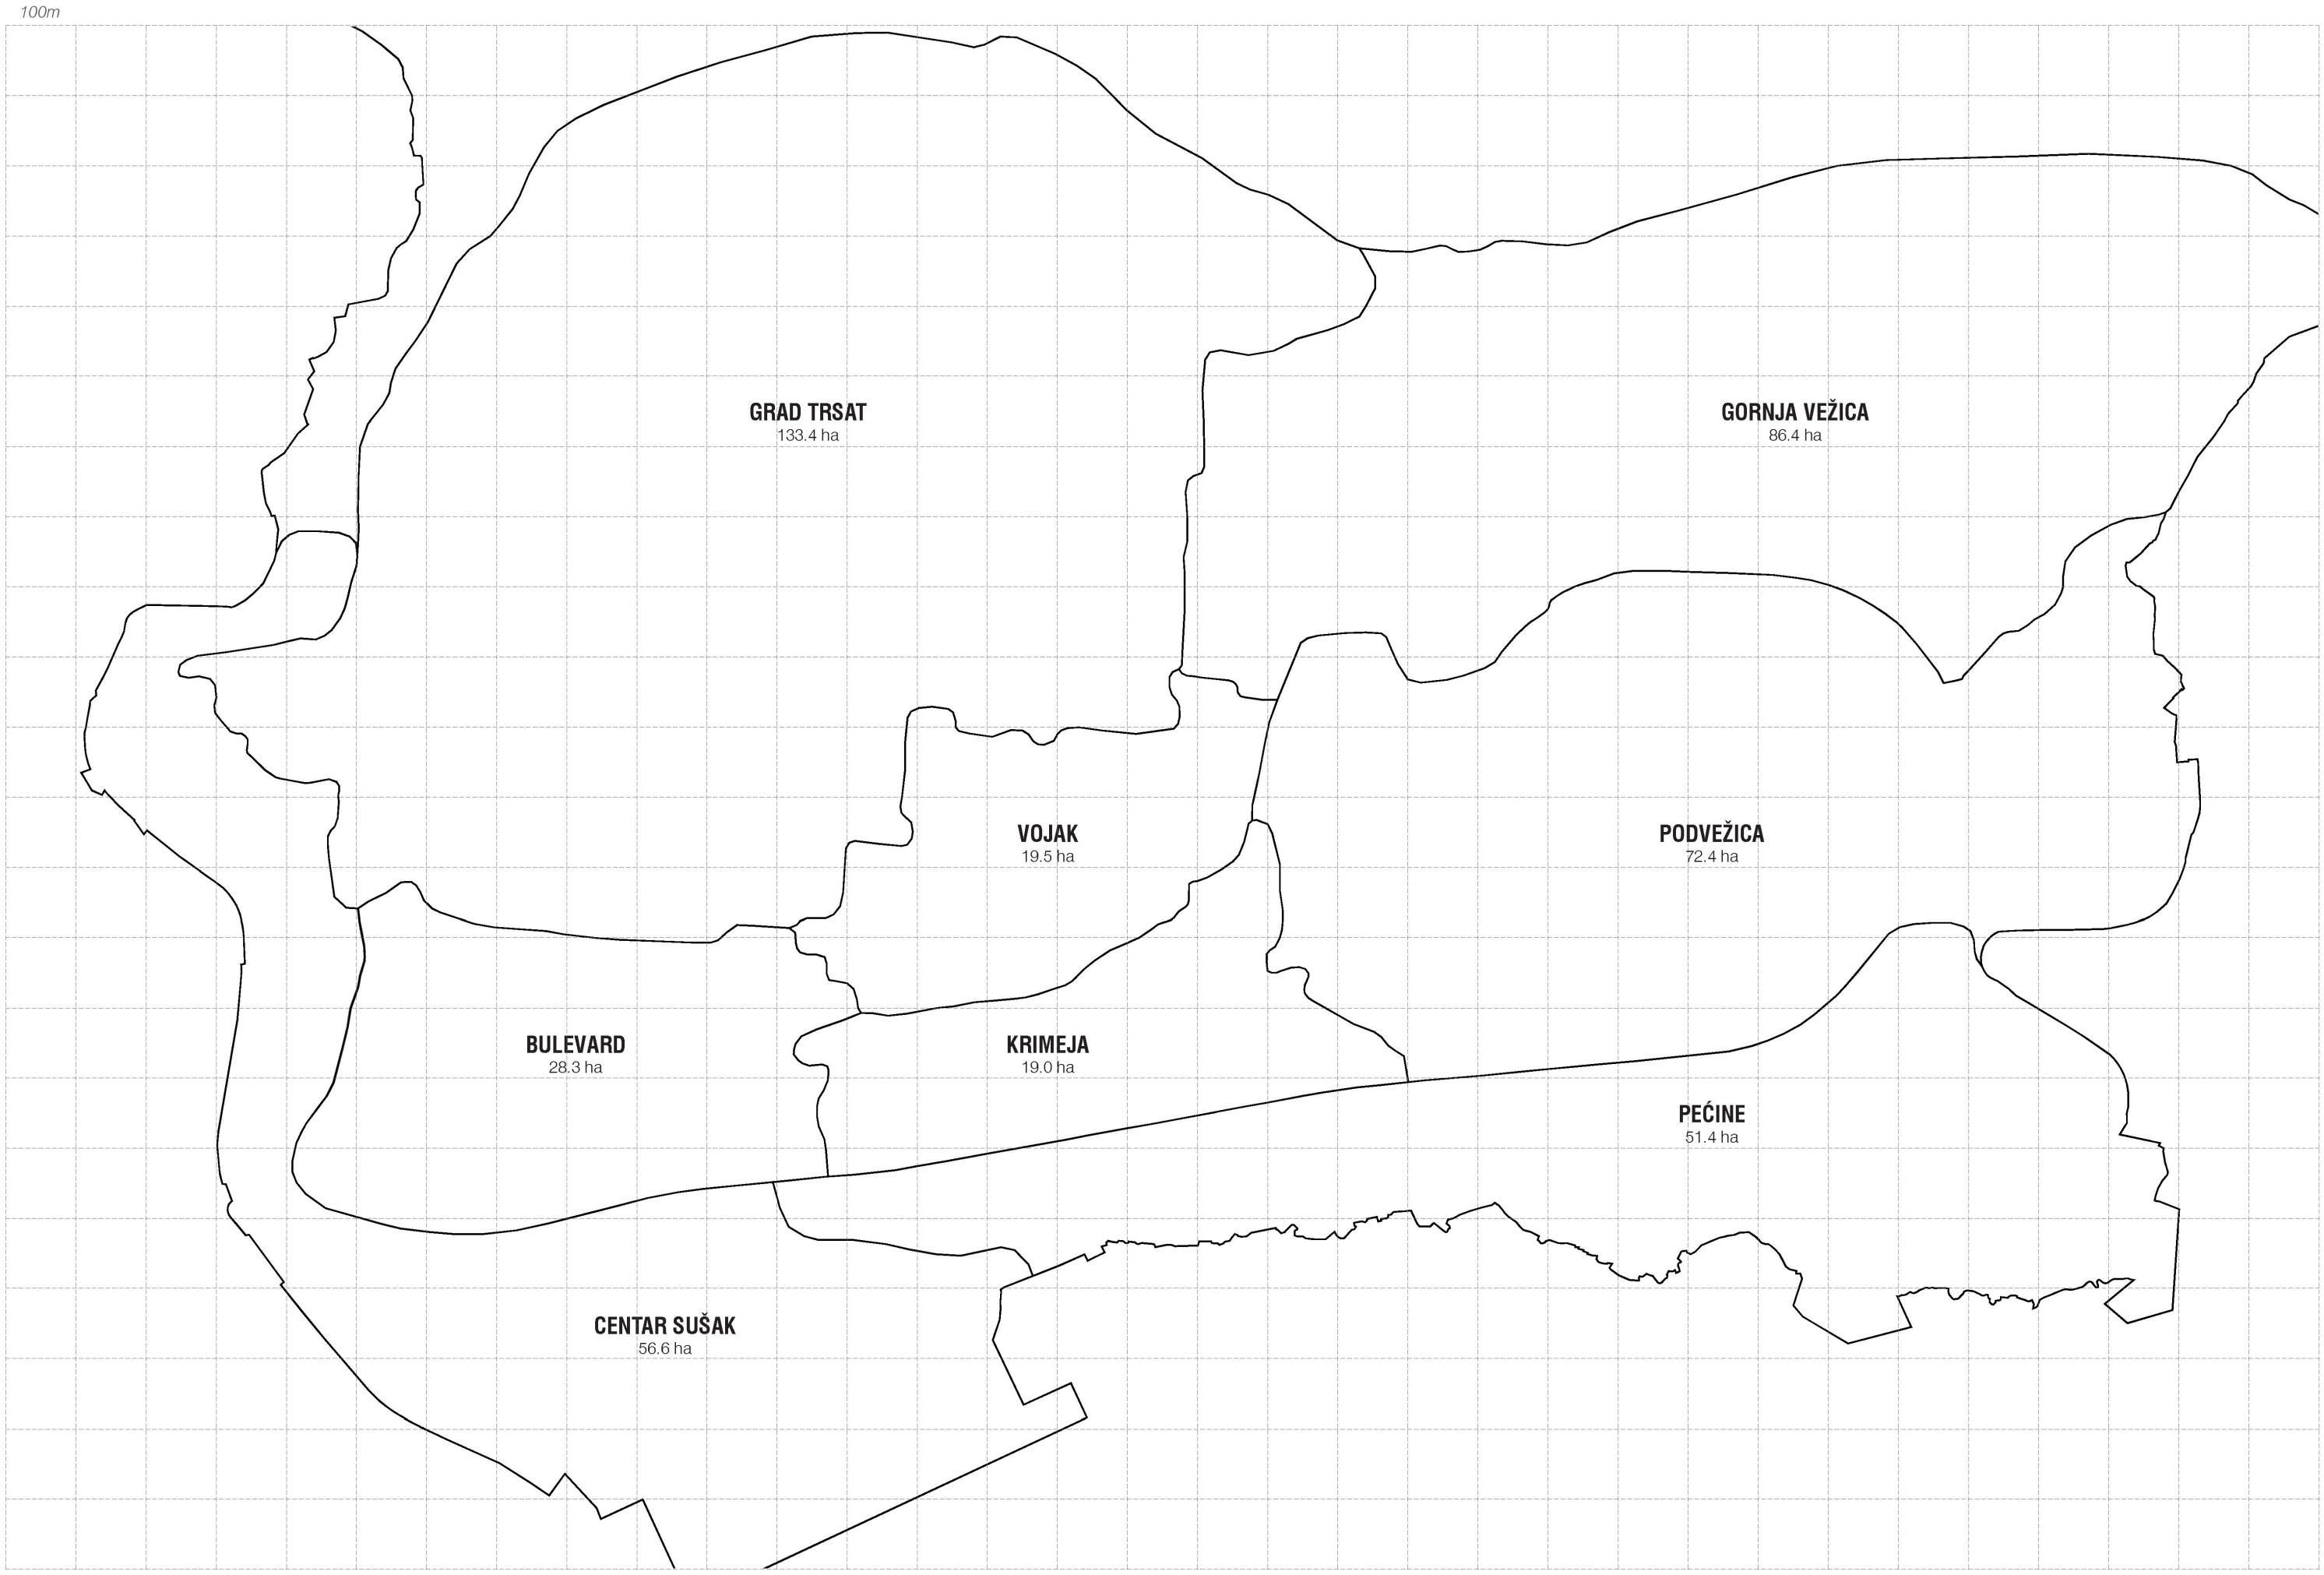 100m
GRAD TRSAT
133.4 ha
GORNJA VEŽICA
86.4 ha
VOJAK
19.5 ha
PODVEŽICA
72.4 ha
BULEVARD
28.3 ha
KRIMEJA
19.0 ha
PEĆINE
51.4 ha
CENTAR SUŠAK
56.6 ha